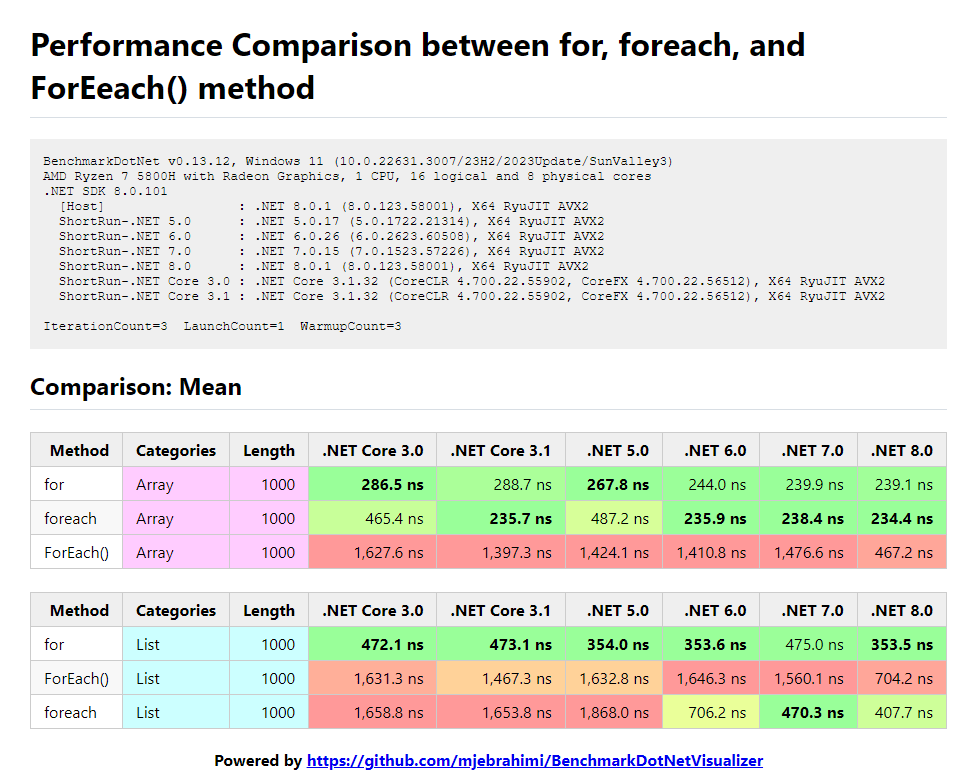 Performance Comparison between for, foreach, and
ForEeach() method
BenchmarkDotNet v0.13.12, Windows 11 (10.0.22631.3007/23H2/2023Update/SunValley3)
AMD Ryzen 7 5800H with Radeon Graphics, 1 CPU, 16 logical and 8 physical cores
.NET SDK 8.0.101
[Host] : .NET 8.0.1 (8.0.123.58001), X64 RyuJIT AVX2
ShortRun-.NET 5.0 : .NET 5.0.17 (5.0.1722.21314), X64 RyuJIT AVX2
ShortRun-.NET 6.0 : .NET 6.0.26 (6.0.2623.60508), X64 RyuJIT AVX2
ShortRun-.NET 7.0 : .NET 7.0.15 (7.0.1523.57226), X64 RyuJIT AVX2
ShortRun-.NET 8.0 : .NET 8.0.1 (8.0.123.58001), X64 RyuJIT AVX2
ShortRun-.NET Core 3.0 : .NET Core 3.1.32 (CoreCLR 4.700.22.55902, CoreFX 4.700.22.56512), X64 RyuJIT AVX2
ShortRun-.NET Core 3.1 : .NET Core 3.1.32 (CoreCLR 4.700.22.55902, CoreFX 4.700.22.56512), X64 RyuJIT AVX2
IterationCount=3 LaunchCount=1 WarmupCount=3
Comparison: Mean
Method Categories Length .NET Core 3.0 .NET Core 3.1 .NET 5.0 .NET 6.0 .NET 7.0 .NET 8.0
for Array 1000 286.5 ns 288.7 ns 267.8 ns 244.0 ns 239.9 ns 239.1 ns
foreach Array 1000 465.4 ns 235.7 ns 487.2 ns 235.9 ns 238.4 ns 234.4 ns
ForEach() Array 1000 1,627.6 ns 1,397.3 ns 1,424.1 ns 1,410.8 ns 1,476.6 ns 467.2 ns
Method Categories Length .NET Core 3.0 .NET Core 3.1 .NET 5.0 .NET 6.0 .NET 7.0 .NET 8.0
for List 1000 472.1 ns 473.1 ns 354.0 ns 353.6 ns 475.0 ns 353.5 ns
ForEach() List 1000 1,631.3 ns 1,467.3 ns 1,632.8 ns 1,646.3 ns 1,560.1 ns 704.2 ns
foreach List 1000 1,658.8 ns 1,653.8 ns 1,868.0 ns 706.2 ns 470.3 ns 407.7 ns
Powered by https://github.com/mjebrahimi/BenchmarkDotNetVisualizer